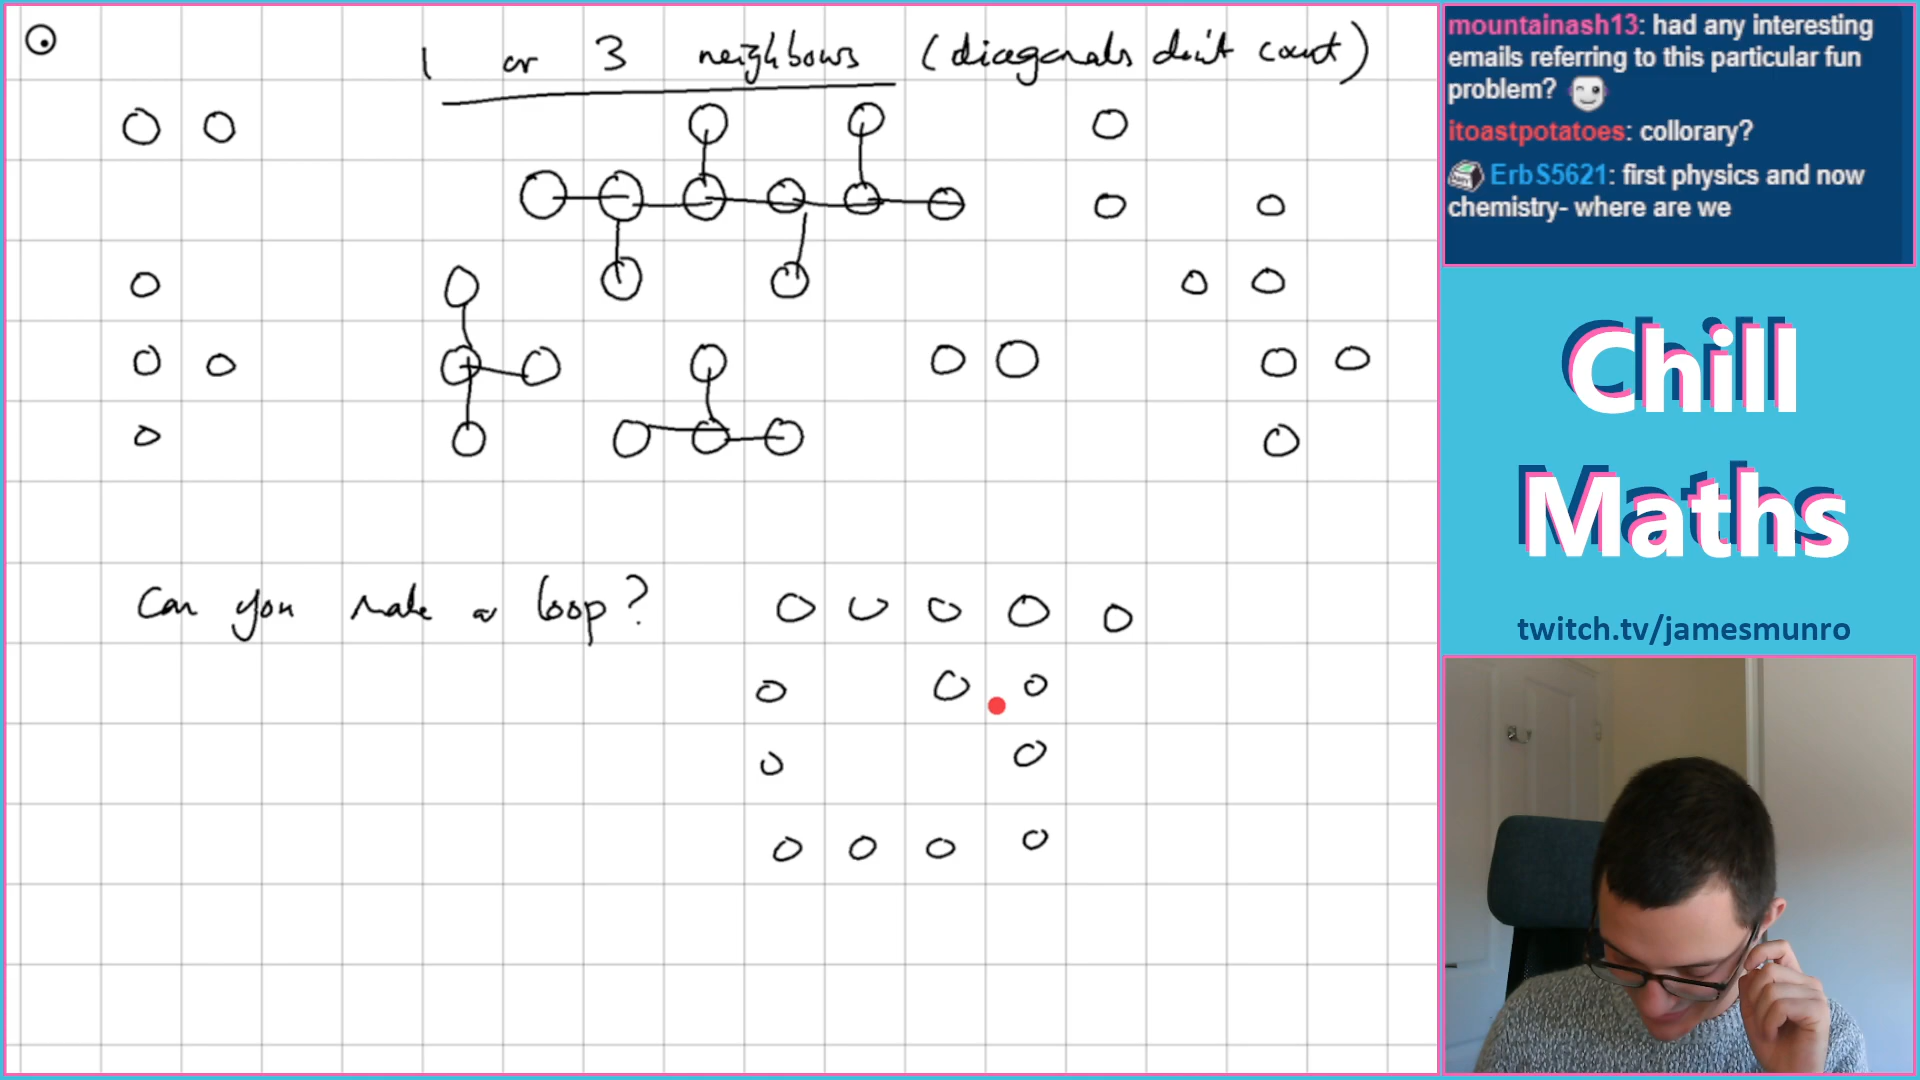 1 or 3 neighbours (diagonals don't count)
Can you make a loop?
mountainash13: had any interesting
emails referring to this particular fun
problem?
itoastpotatoes: collorary?
ErbS5621: first physics and now
chemistry- where are we
Chill
Maths
twitch.tv/jamesmunro